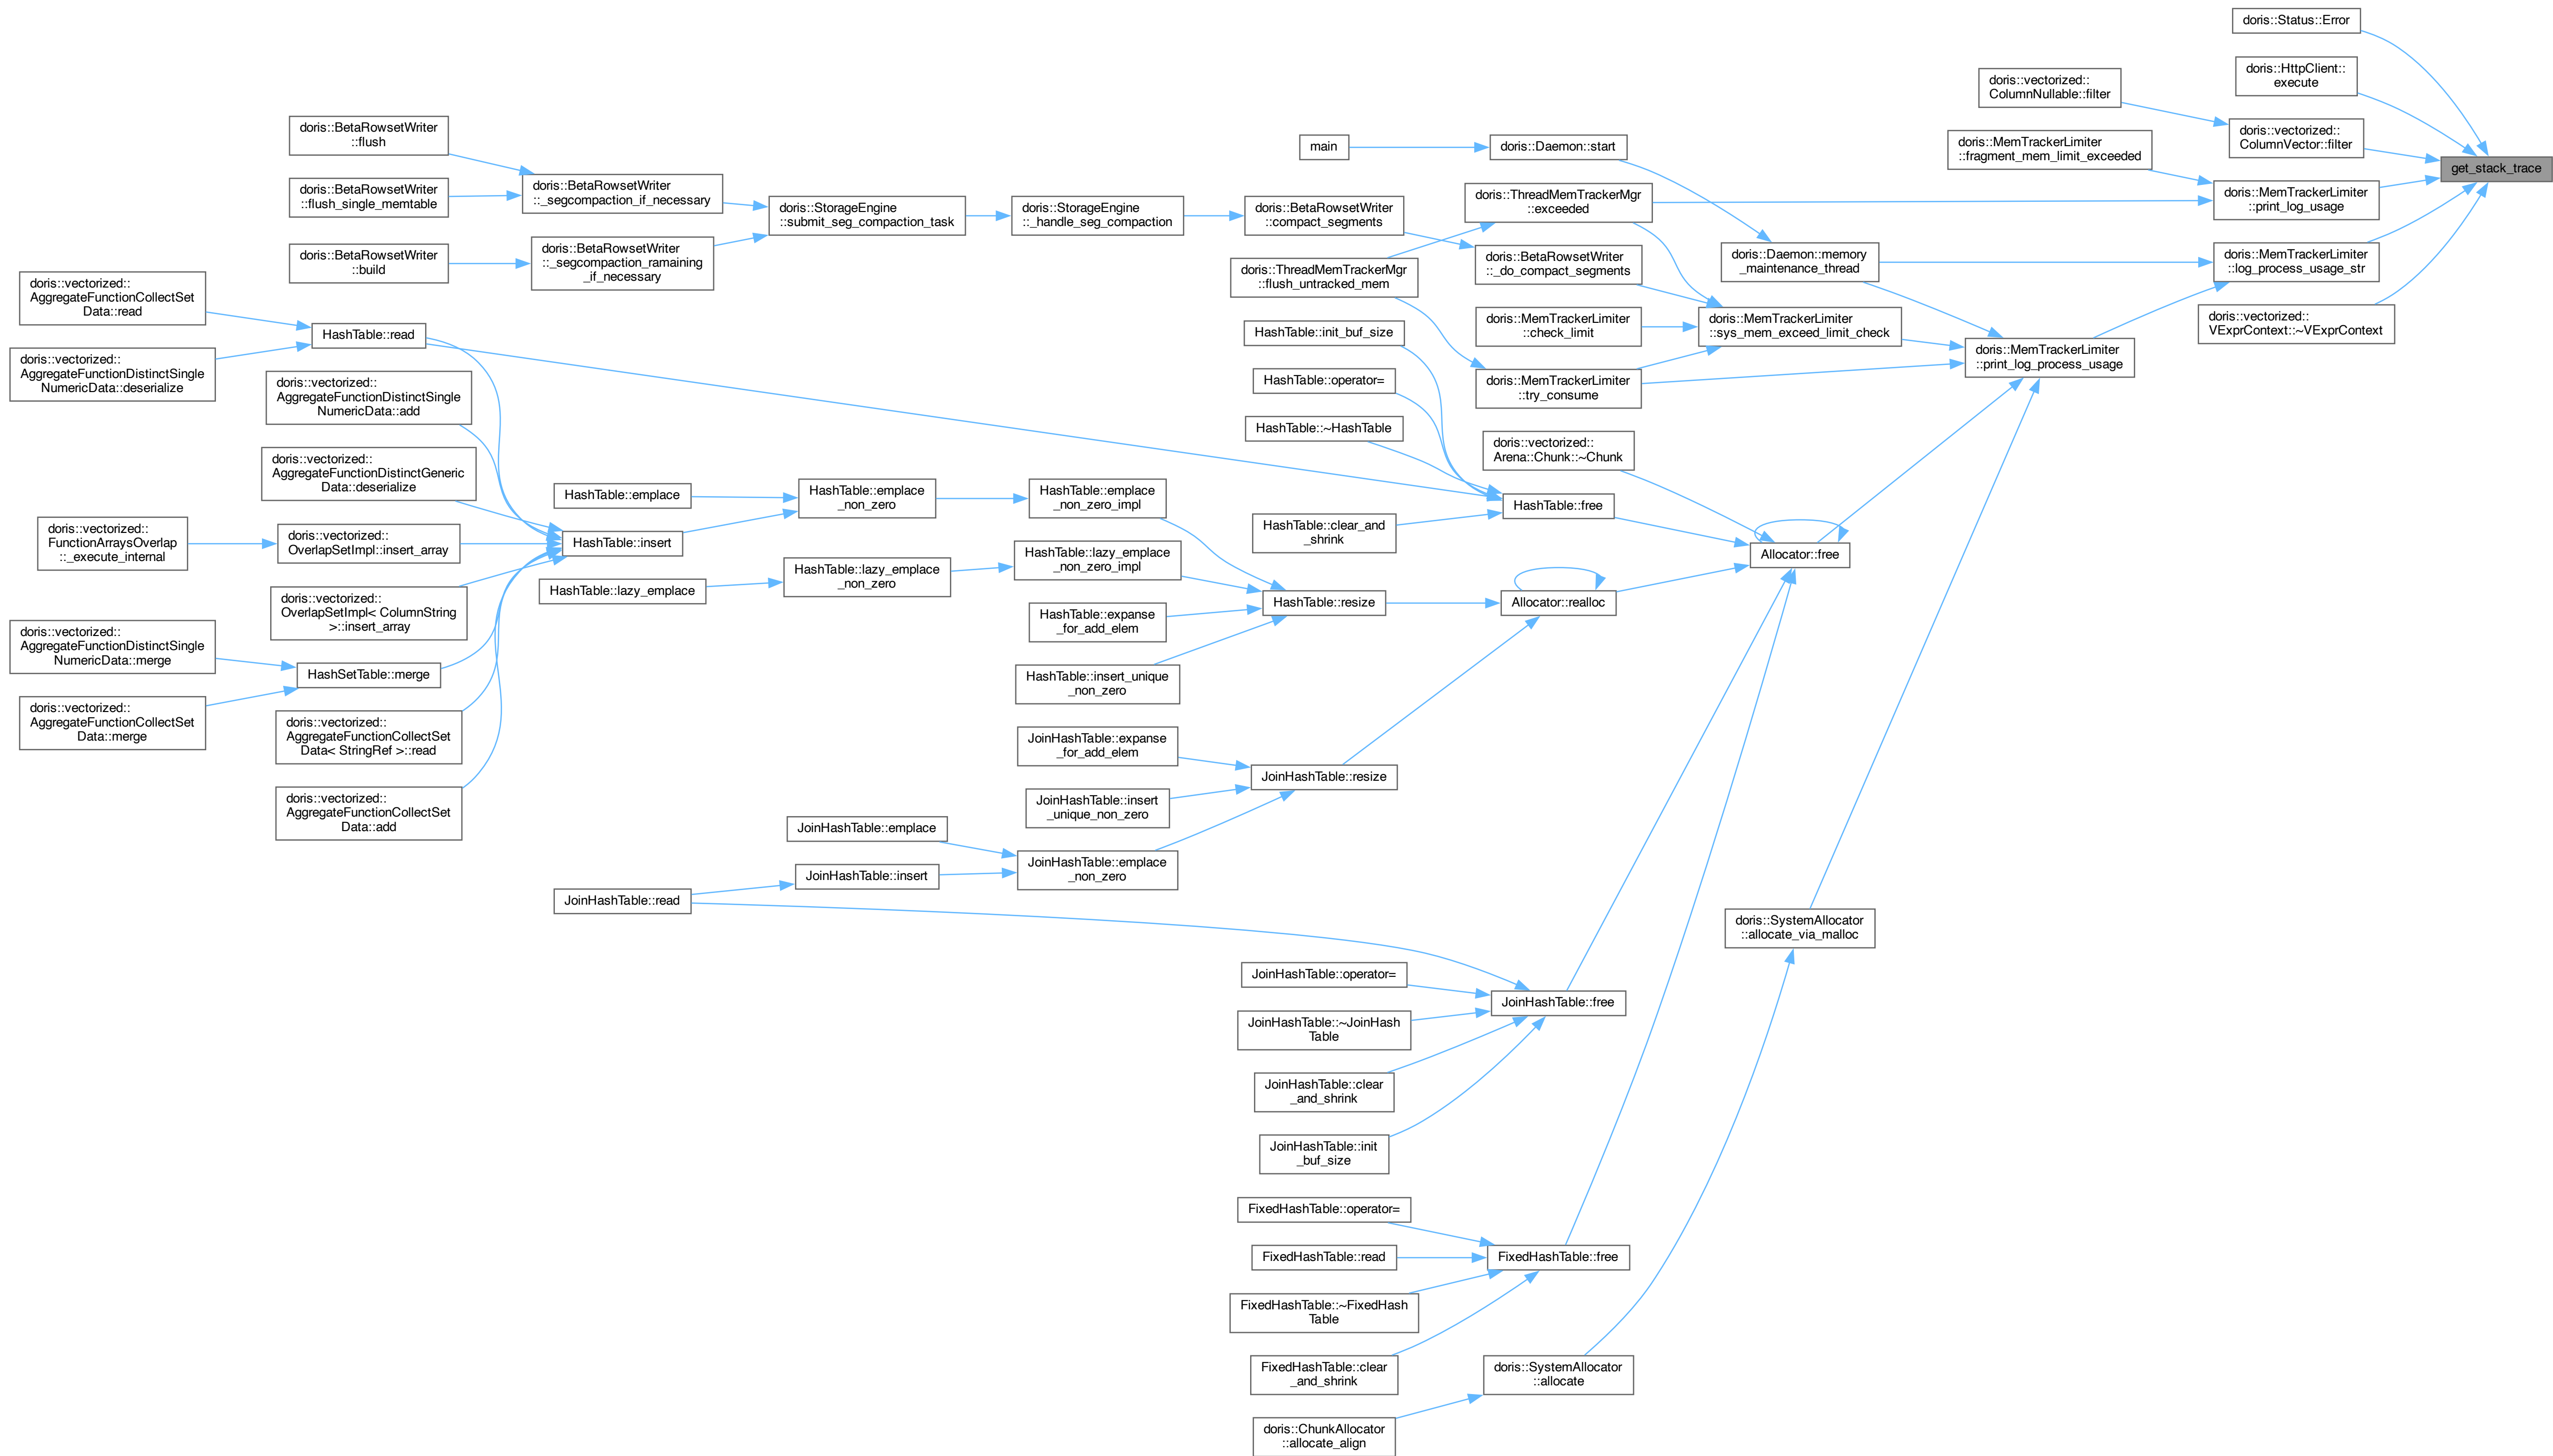 doris::Status::Error
doris::HttpClient::
execute
doris::vectorized::
ColumnNullable::filter
doris::vectorized::
ColumnVector::filter
doris::MemTrackerLimiter
::fragment_mem_limit_exceeded
get_stack_trace
doris::MemTrackerLimiter
::print_log_usage
doris::MemTrackerLimiter
::log_process_usage_str
doris::vectorized::
VExprContext::~VExprContext
doris::MemTrackerLimiter
::print_log_process_usage
main
doris::Daemon::start
doris::ThreadMemTrackerMgr
::exceeded
doris::Daemon::memory
_maintenance_thread
doris::BetaRowsetWriter
::flush
doris::BetaRowsetWriter
::flush_single_memtable
doris::BetaRowsetWriter
::_segcompaction_if_necessary
doris::StorageEngine
::submit_seg_compaction_task
doris::StorageEngine
::_handle_seg_compaction
doris::BetaRowsetWriter
::compact_segments
doris::BetaRowsetWriter
::build
doris::BetaRowsetWriter
::_segcompaction_ramaining
_if_necessary
doris::ThreadMemTrackerMgr
::flush_untracked_mem
doris::BetaRowsetWriter
::_do_compact_segments
doris::MemTrackerLimiter
::check_limit
doris::MemTrackerLimiter
::sys_mem_exceed_limit_check
doris::MemTrackerLimiter
::try_consume
doris::vectorized::
AggregateFunctionCollectSet
Data::read
HashTable::read
doris::vectorized::
AggregateFunctionDistinctSingle
NumericData::deserialize
doris::vectorized::
AggregateFunctionDistinctSingle
NumericData::add
HashTable::init_buf_size
HashTable::operator=
HashTable::~HashTable
doris::vectorized::
Arena::Chunk::~Chunk
doris::vectorized::
AggregateFunctionDistinctGeneric
Data::deserialize
HashTable::emplace
HashTable::emplace
_non_zero
HashTable::emplace
_non_zero_impl
HashTable::free
HashTable::clear_and
_shrink
Allocator::free
doris::vectorized::
FunctionArraysOverlap
::_execute_internal
doris::vectorized::
OverlapSetImpl::insert_array
HashTable::insert
HashTable::lazy_emplace
HashTable::lazy_emplace
_non_zero
HashTable::lazy_emplace
_non_zero_impl
HashTable::resize
Allocator::realloc
doris::vectorized::
OverlapSetImpl< ColumnString
>::insert_array
HashTable::expanse
_for_add_elem
doris::vectorized::
AggregateFunctionDistinctSingle
NumericData::merge
HashSetTable::merge
HashTable::insert_unique
_non_zero
doris::vectorized::
AggregateFunctionCollectSet
Data::merge
doris::vectorized::
AggregateFunctionCollectSet
Data< StringRef >::read
doris::vectorized::
AggregateFunctionCollectSet
Data::add
JoinHashTable::expanse
_for_add_elem
JoinHashTable::resize
JoinHashTable::insert
_unique_non_zero
JoinHashTable::emplace
JoinHashTable::emplace
_non_zero
JoinHashTable::insert
JoinHashTable::read
doris::SystemAllocator
::allocate_via_malloc
JoinHashTable::operator=
JoinHashTable::free
JoinHashTable::~JoinHash
Table
JoinHashTable::clear
_and_shrink
JoinHashTable::init
_buf_size
FixedHashTable::operator=
FixedHashTable::read
FixedHashTable::free
FixedHashTable::~FixedHash
Table
FixedHashTable::clear
_and_shrink
doris::SystemAllocator
::allocate
doris::ChunkAllocator
::allocate_align